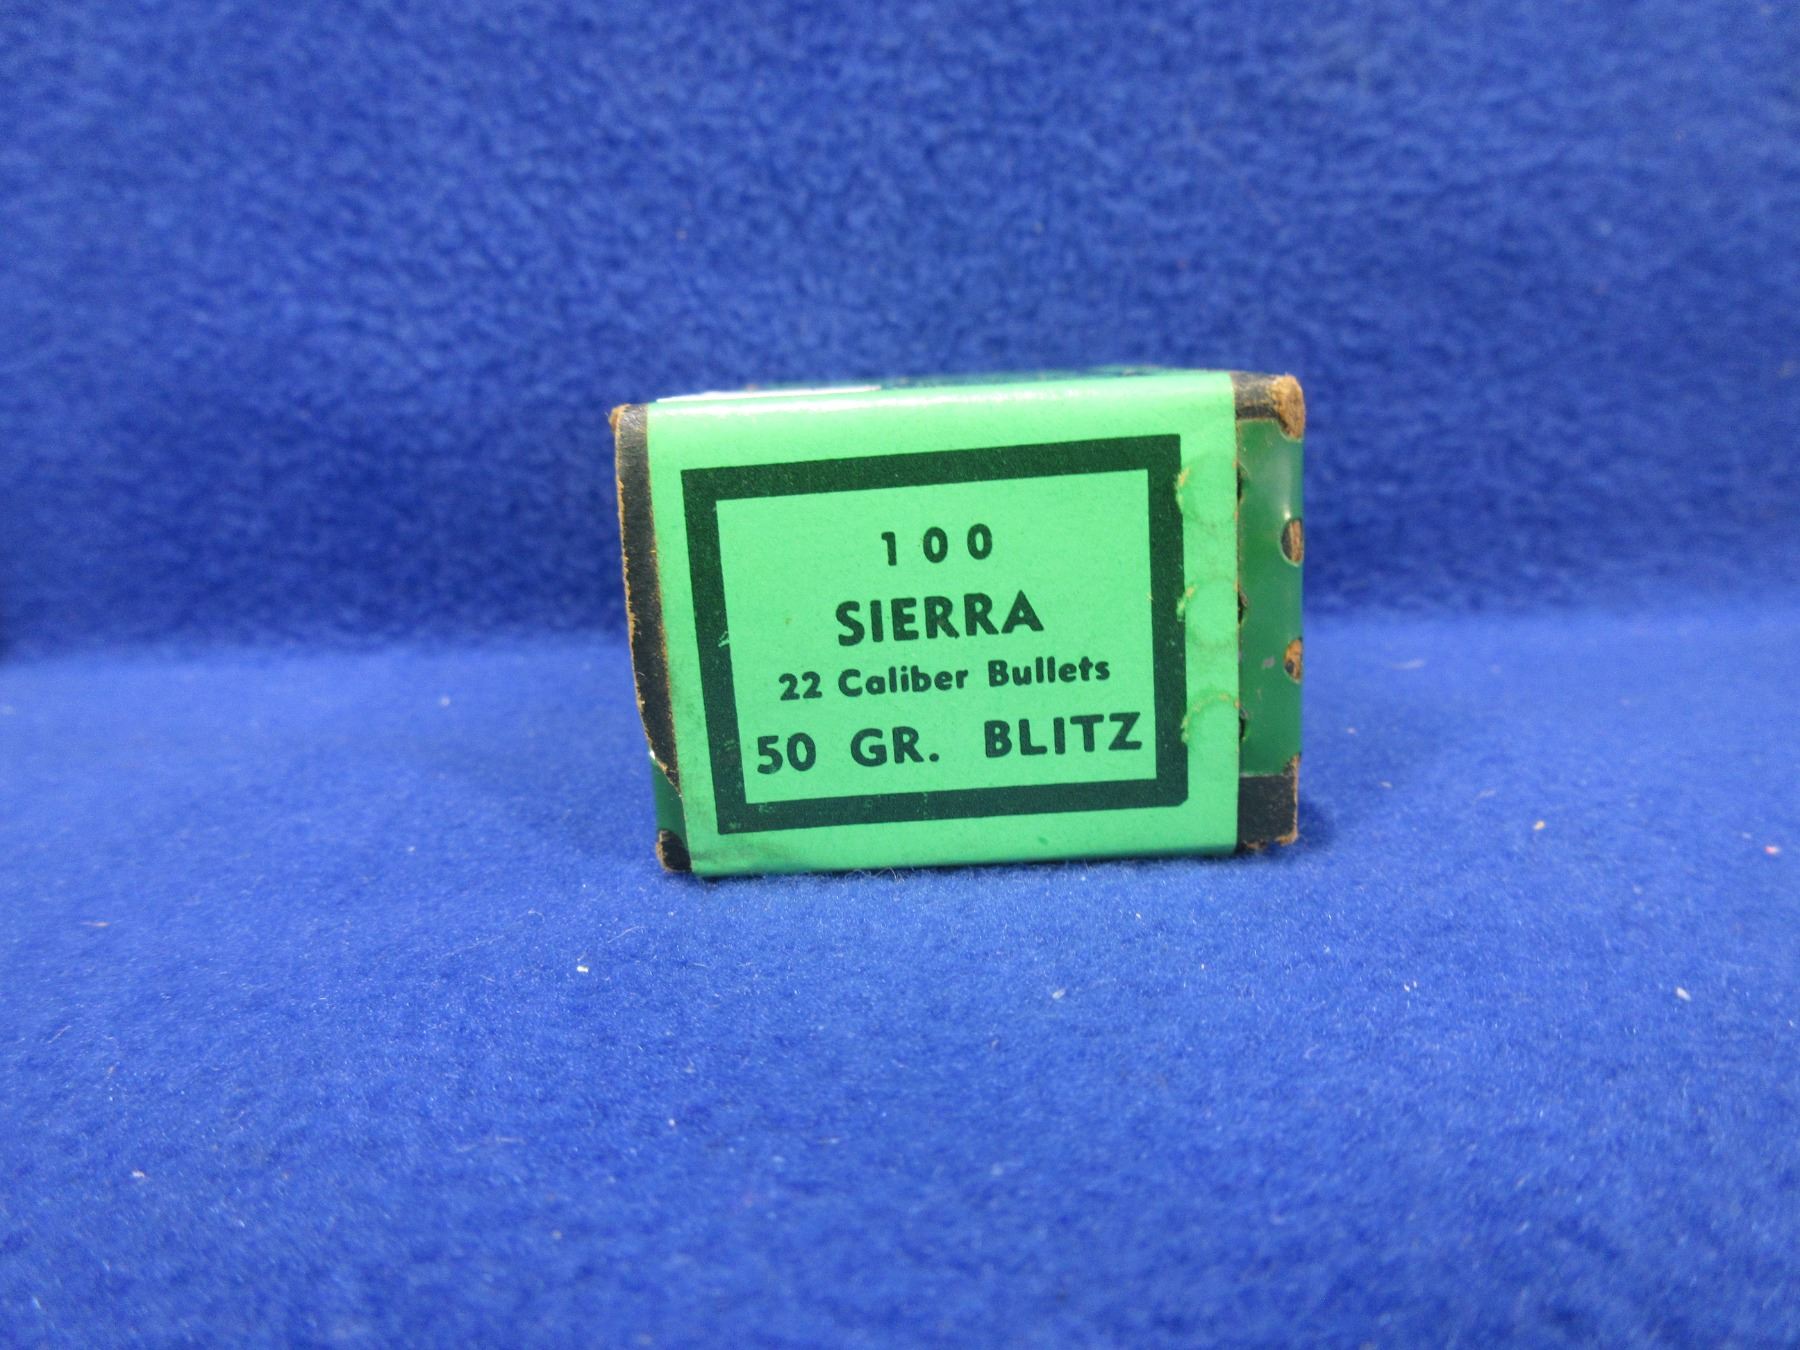 100
SIERRA
22 Caliber Bullets
50 GR. BLITZ